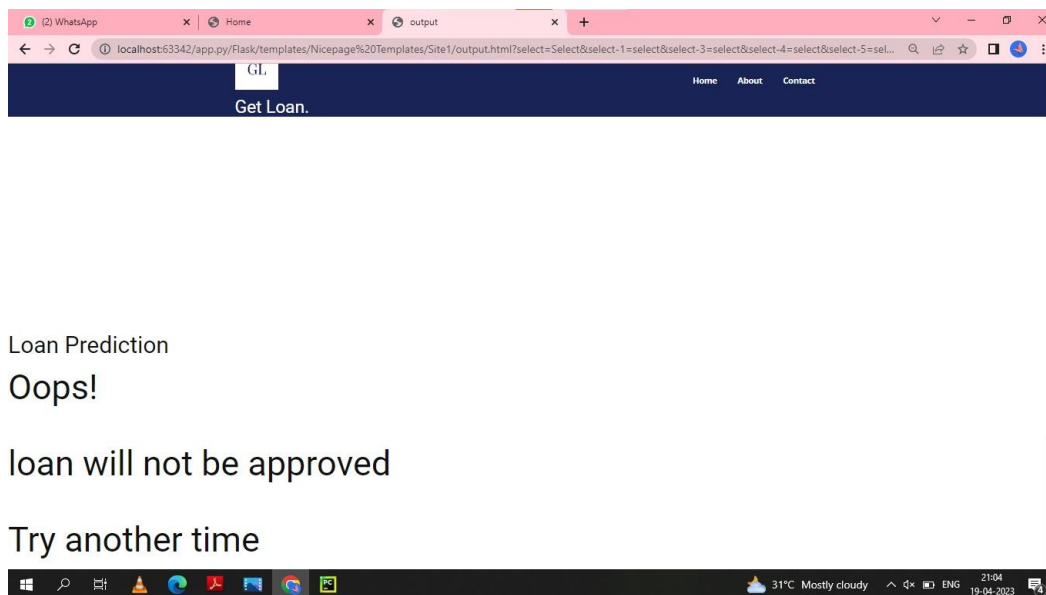 (2) WhatsApp
Home
output
localhost:63342/app.py/Flask/templates/Nicepage%20Templates/Site1/output.html?select=Select&select-1=select&select-3=select&select-4=select&select-5=sel...
GL
Get Loan.
Home About Contact
Loan Prediction
Oops!
loan will not be approved
Try another time
31°C Mostly cloudy ENG 21:04
19-04-2023
PC
4